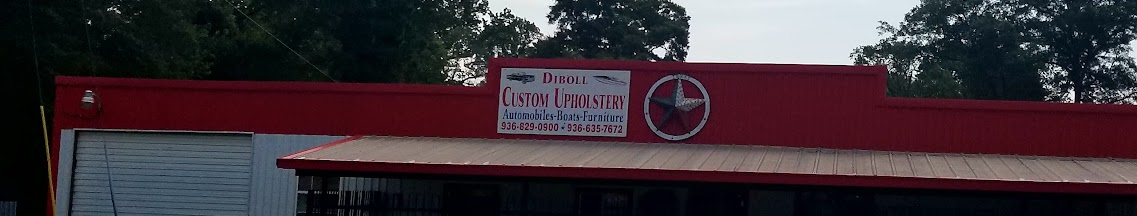 DIBOLL
CUSTOM UPHOLSTERY
Automobiles-Boats-Furniture
936-829-0900 • 936-635-7672